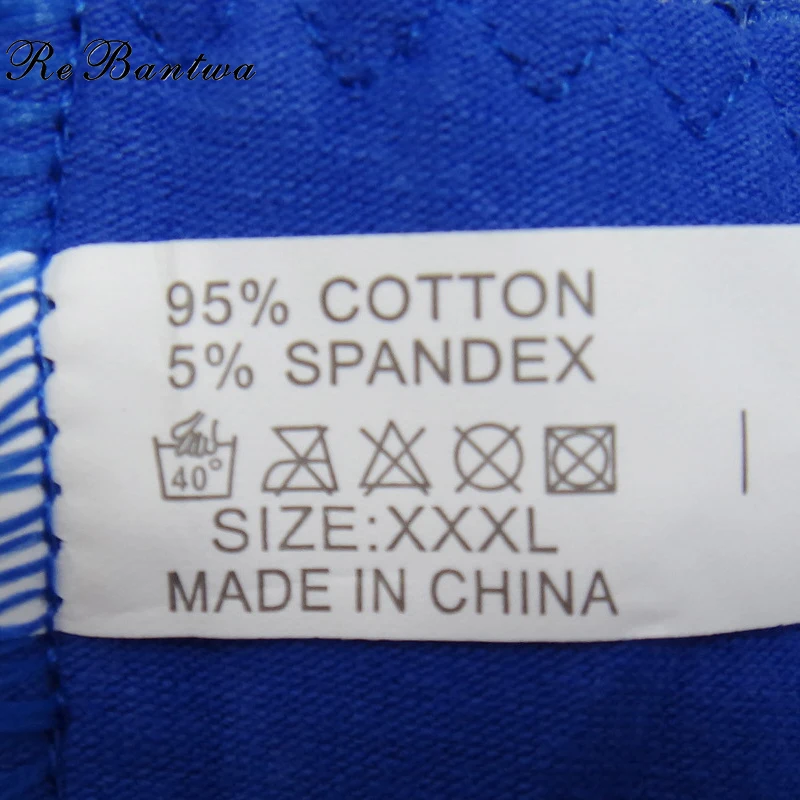 Re Bantwa
95% COTTON
5% SPANDEX
40°
SIZE:XXXL
MADE IN CHINA